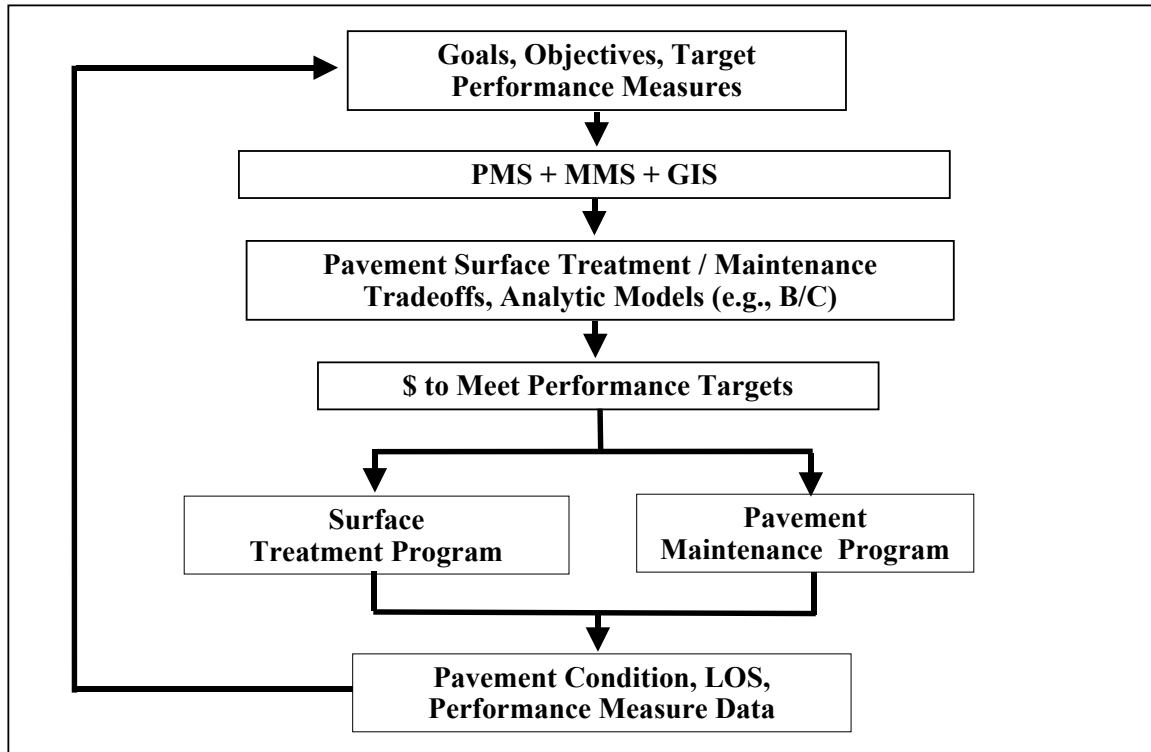 Goals, Objectives, Target
Performance Measures
PMS + MMS + GIS
Pavement Surface Treatment / Maintenance
Tradeoffs, Analytic Models (e.g., B/C)
$ to Meet Performance Targets
Surface
Treatment Program
Pavement
Maintenance Program
Pavement Condition, LOS,
Performance Measure Data